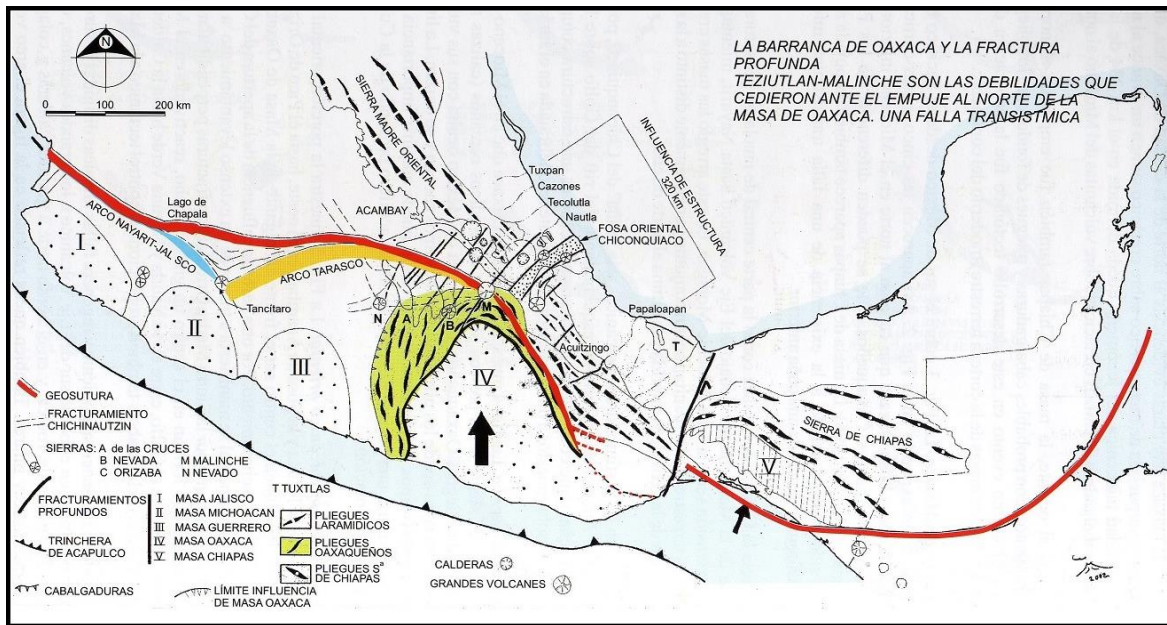 N
0 100 200 km
LA BARRANCA DE OAXACA Y LA FRACTURA
PROFUNDA
TEZIUTLAN-MALINCHE SON LAS DEBILIDADES QUE
CEDIERON ANTE EL EMPUJE AL NORTE DE LA
MASA DE OAXACA. UNA FALLA TRANSISTMICA
SIERRA MADRE ORIENTAL
INFLUENCIA DE ESTRUCTURA
320 km
Tuxpan
Cazones
Tecolutla
Nautla
FOSA ORIENTAL
CHICONQUIACO
Lago de
Chapala
ACAMBAY
ARCO NAYARIT-JAL SCO
ARCO TARASCO
Tancítaro
I
II
III
IV
V
N
A
B
M
Acuitzingo
Papaloapan
T
SIERRA DE CHIAPAS
GEOSUTURA
FRACTURAMIENTO
CHICHINAUTZIN
SIERRAS: A de las CRUCES
B NEVADA M MALINCHE
C ORIZABA N NEVADO
T TUXTLAS
FRACTURAMIENTOS
PROFUNDOS
TRINCHERA
DE ACAPULCO
CABALGADURAS
I MASA JALISCO
II MASA MICHOACAN
III MASA GUERRERO
IV MASA OAXACA
V MASA CHIAPAS
PLIEGUES
LARAMIDICOS
PLIEGUES
OAXAQUEÑOS
PLIEGUES Sª
DE CHIAPAS
LÍMITE INFLUENCIA
DE MASA OAXACA
CALDERAS
GRANDES VOLCANES
2002